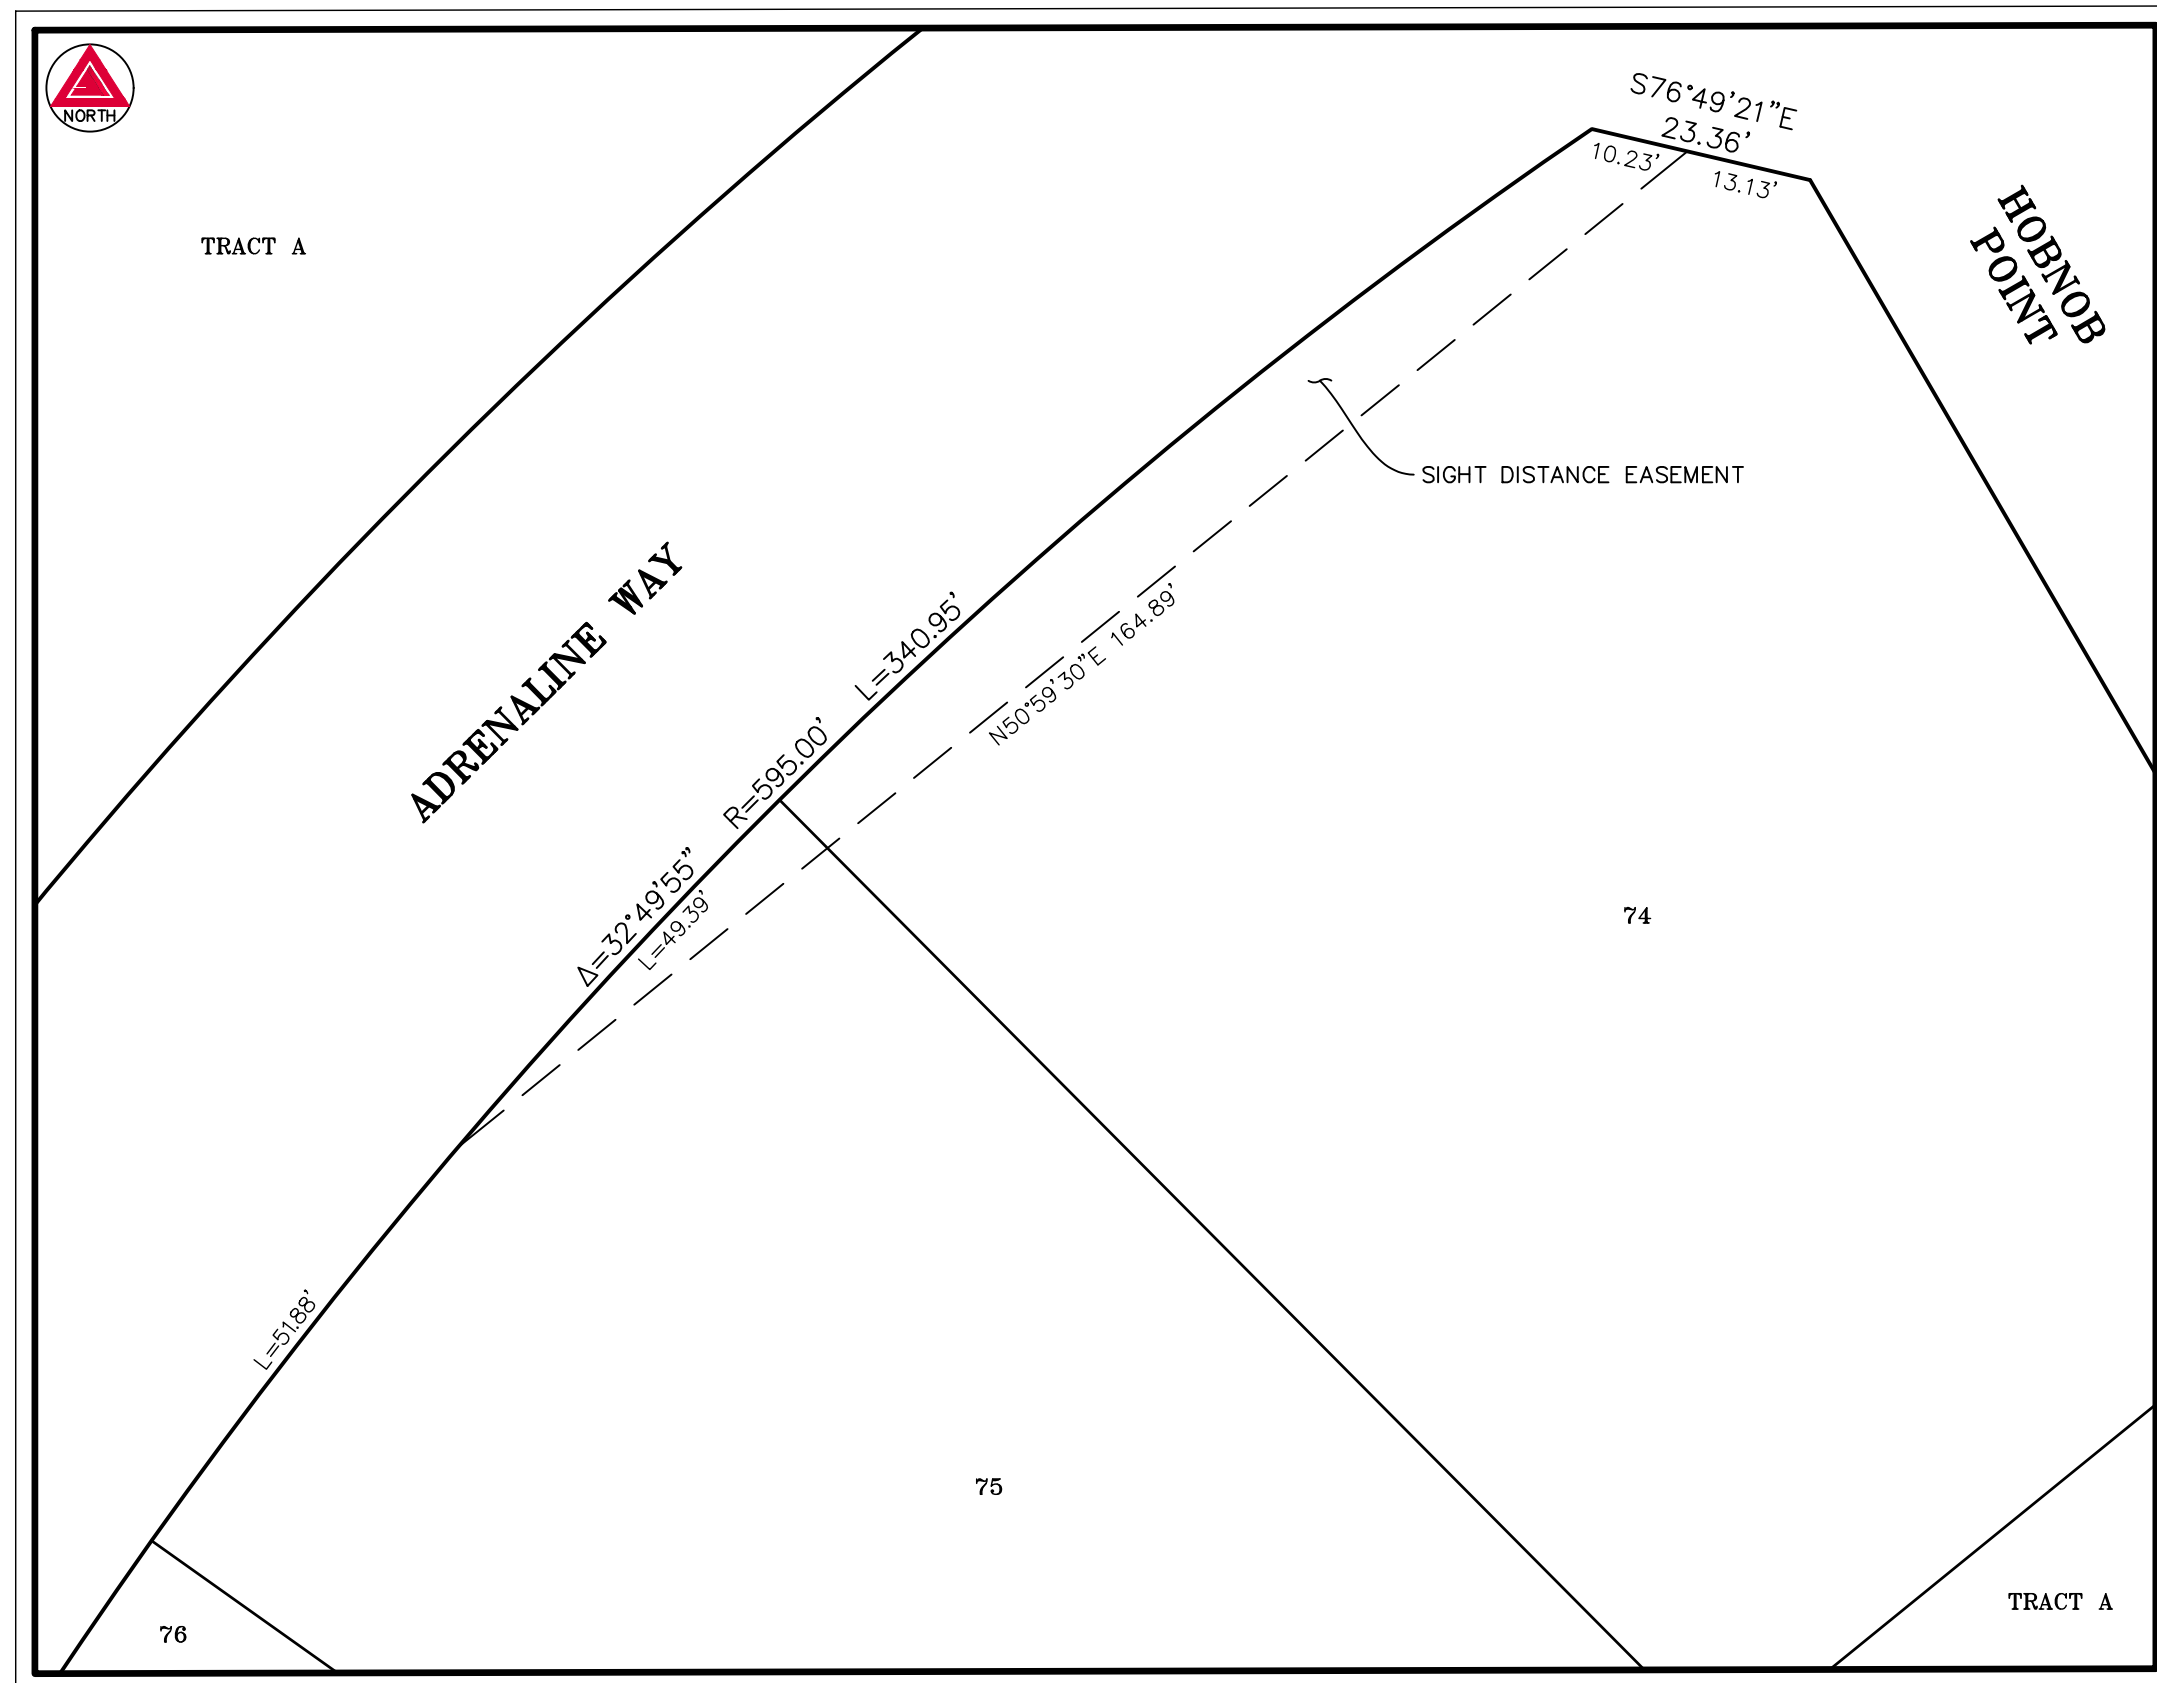 NORTH
S76°49'21"E
23.36'
10.23'
13.13'
TRACT A
HOBNOB
POINT
SIGHT DISTANCE EASEMENT
ADRENALINE WAY
L=340.95'
N50°59'30"E 164.89'
R=595.00'
Δ=32°49'55"
L=49.39'
74
L=51.88'
75
TRACT A
76